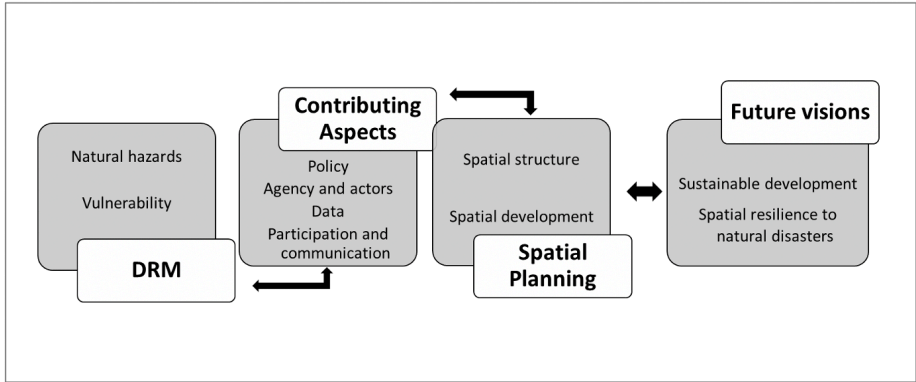 Natural hazards
Vulnerability
DRM
Contributing
Aspects
Policy
Agency and actors
Data
Participation and
communication
Spatial structure
Spatial development
Spatial
Planning
Future visions
Sustainable development
Spatial resilience to
natural disasters